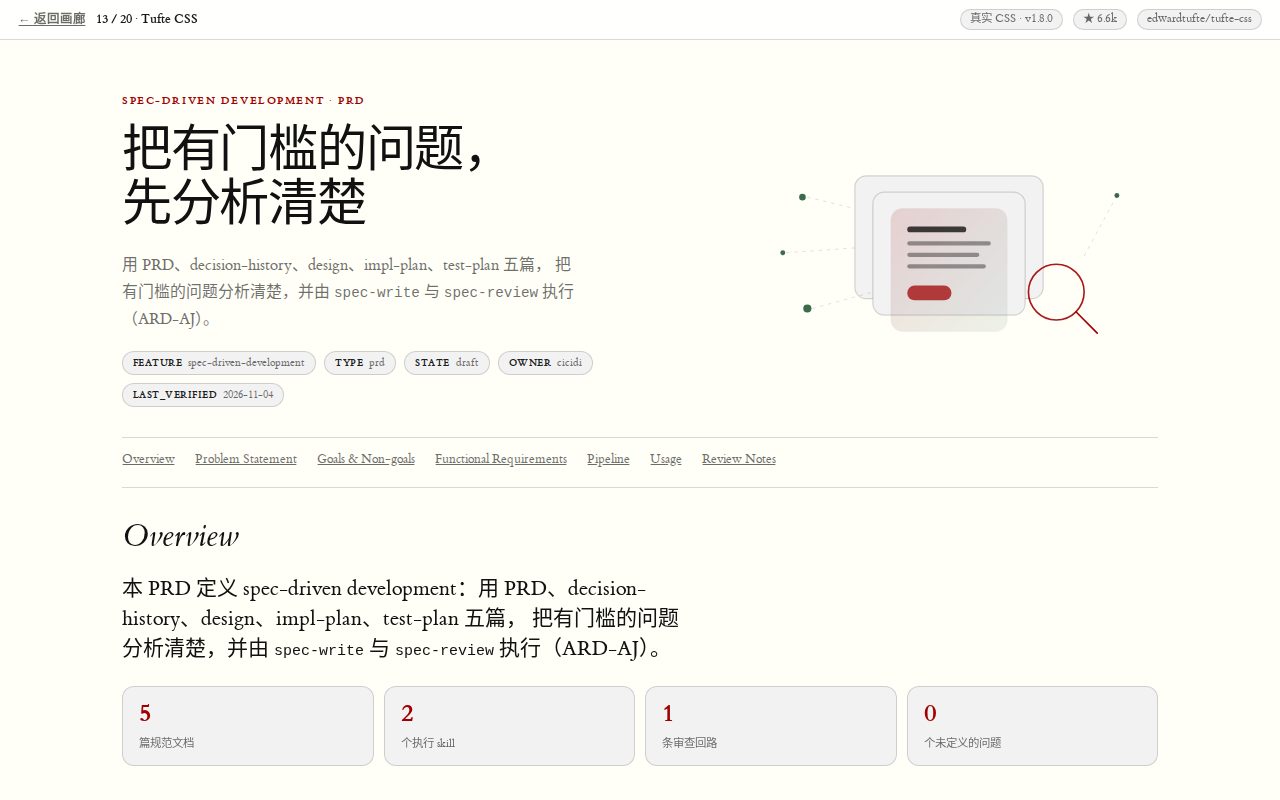 ← 返回画廊 13 / 20 · Tufte CSS 真实 CSS · v1.8.0 ★ 6.6k edwardtufte/tufte-css
SPEC-DRIVEN DEVELOPMENT · PRD
把有门槛的问题，
先分析清楚
用 PRD、decision-history、design、impl-plan、test-plan 五篇， 把
有门槛的问题分析清楚，并由 spec-write 与 spec-review 执行
（ARD-AJ）。
FEATURE spec-driven-development TYPE prd STATE draft OWNER cicidi
LAST_VERIFIED 2026-11-04
Overview Problem Statement Goals & Non-goals Functional Requirements Pipeline Usage Review Notes
Overview
本 PRD 定义 spec-driven development：用 PRD、decision-
history、design、impl-plan、test-plan 五篇， 把有门槛的问题
分析清楚，并由 spec-write 与 spec-review 执行（ARD-AJ）。
5 2 1 0
篇规范文档 个执行 skill 条审查回路 个未定义的问题